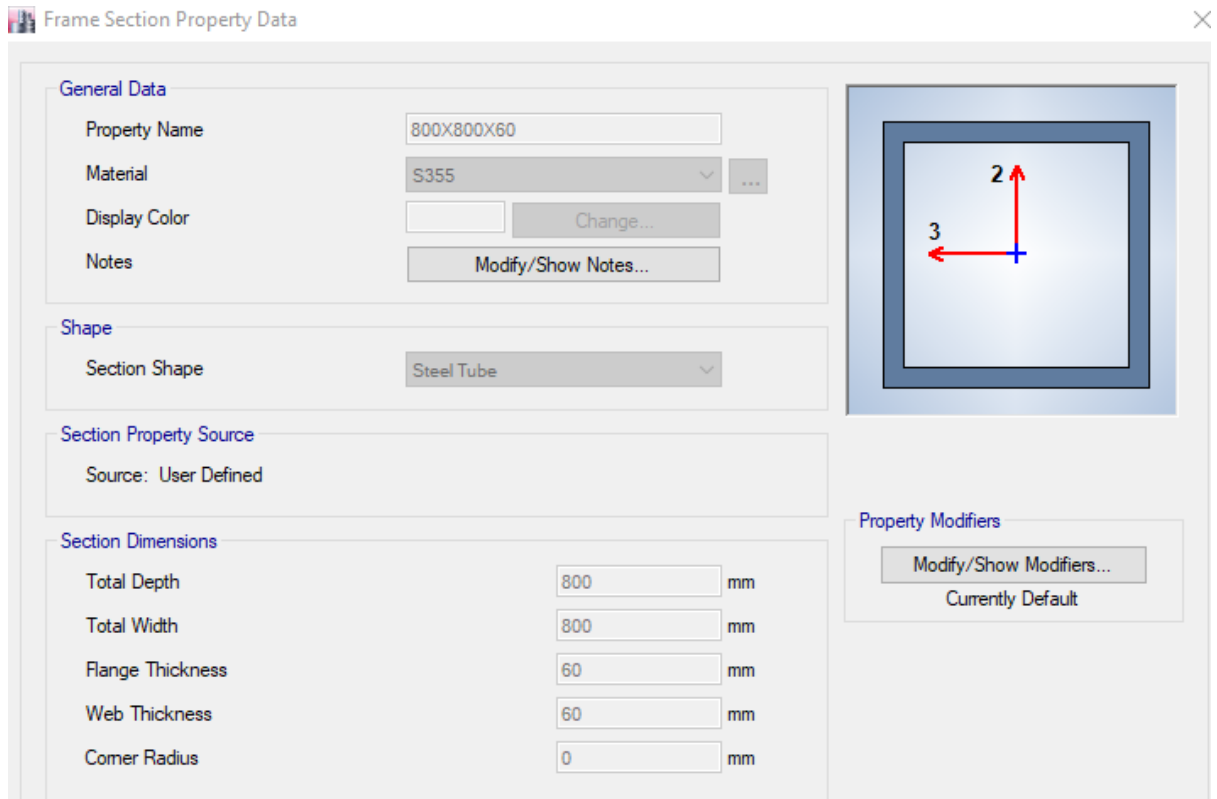 Frame Section Property Data
General Data
Property Name 800X800X60
Material S355 ...
Display Color Change...
Notes Modify/Show Notes...
2
3
Shape
Section Shape Steel Tube
Section Property Source
Source: User Defined
Property Modifiers
Modify/Show Modifiers...
Currently Default
Section Dimensions
Total Depth 800 mm
Total Width 800 mm
Flange Thickness 60 mm
Web Thickness 60 mm
Corner Radius 0 mm